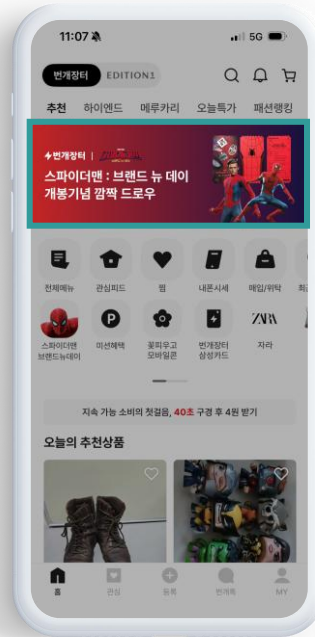 11:07
5G
번개장터 EDITION1
추천 하이엔드 메루카리 오늘특가 패션랭킹
번개장터 |
스파이더맨 : 브랜드 뉴 데이
개봉기념 깜짝 드로우
전체메뉴 관심피드 찜 내폰시세 매입/위탁
P ZARA
스파이더맨 미션혜택 꽃피우고 번개장터 자라
브랜드뉴데이 모바일콘 삼성카드
지속 가능 소비의 첫걸음, 40초 구경 후 4원 받기
오늘의 추천상품
홈 관심 등록 번개톡 MY